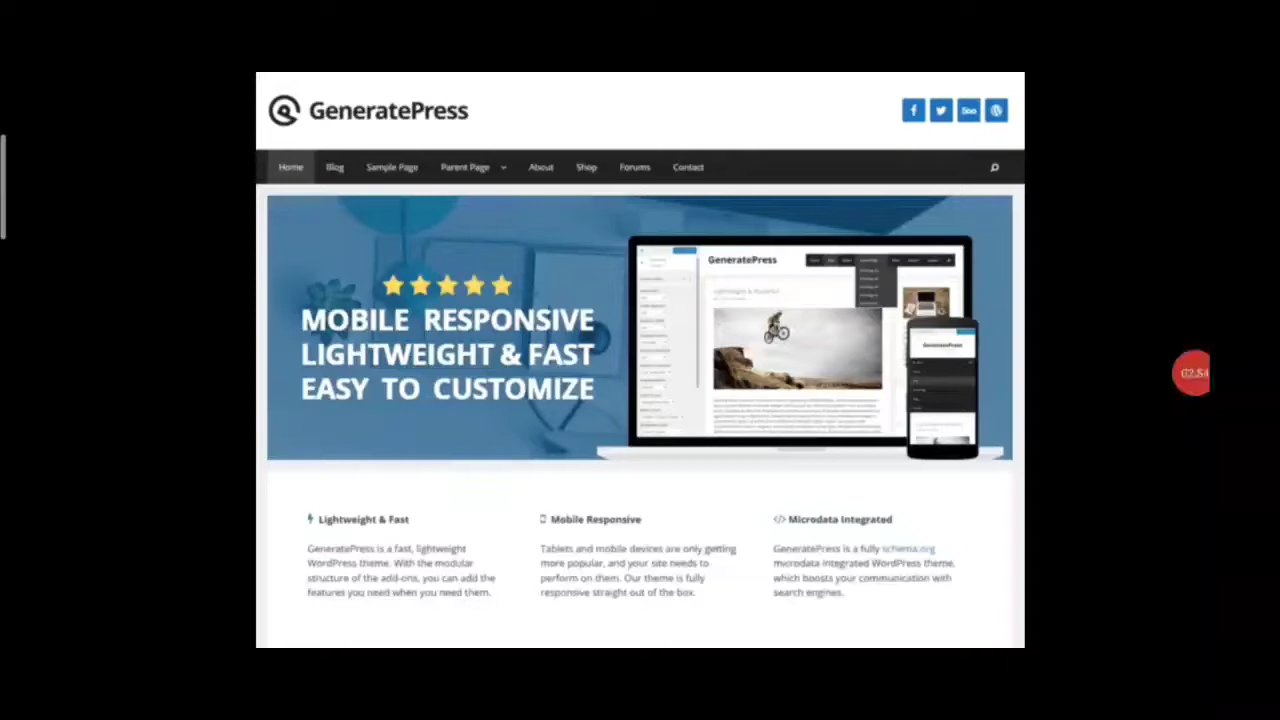 GeneratePress
500
Home Blog Sample Page Parent Page About Shop Forums Contact
MOBILE RESPONSIVE
LIGHTWEIGHT & FAST
EASY TO CUSTOMIZE
GeneratePress
Lightweight & Powerful
GeneratePress
Lightweight & Fast
GeneratePress is a fast, lightweight
WordPress theme. With the modular
structure of the add-ons, you can add the
features you need when you need them.
Mobile Responsive
Tablets and mobile devices are only getting
more popular, and your site needs to
perform on them. Our theme is fully
responsive straight out of the box.
Microdata Integrated
GeneratePress is a fully schema.org
microdata integrated WordPress theme,
which boosts your communication with
search engines.